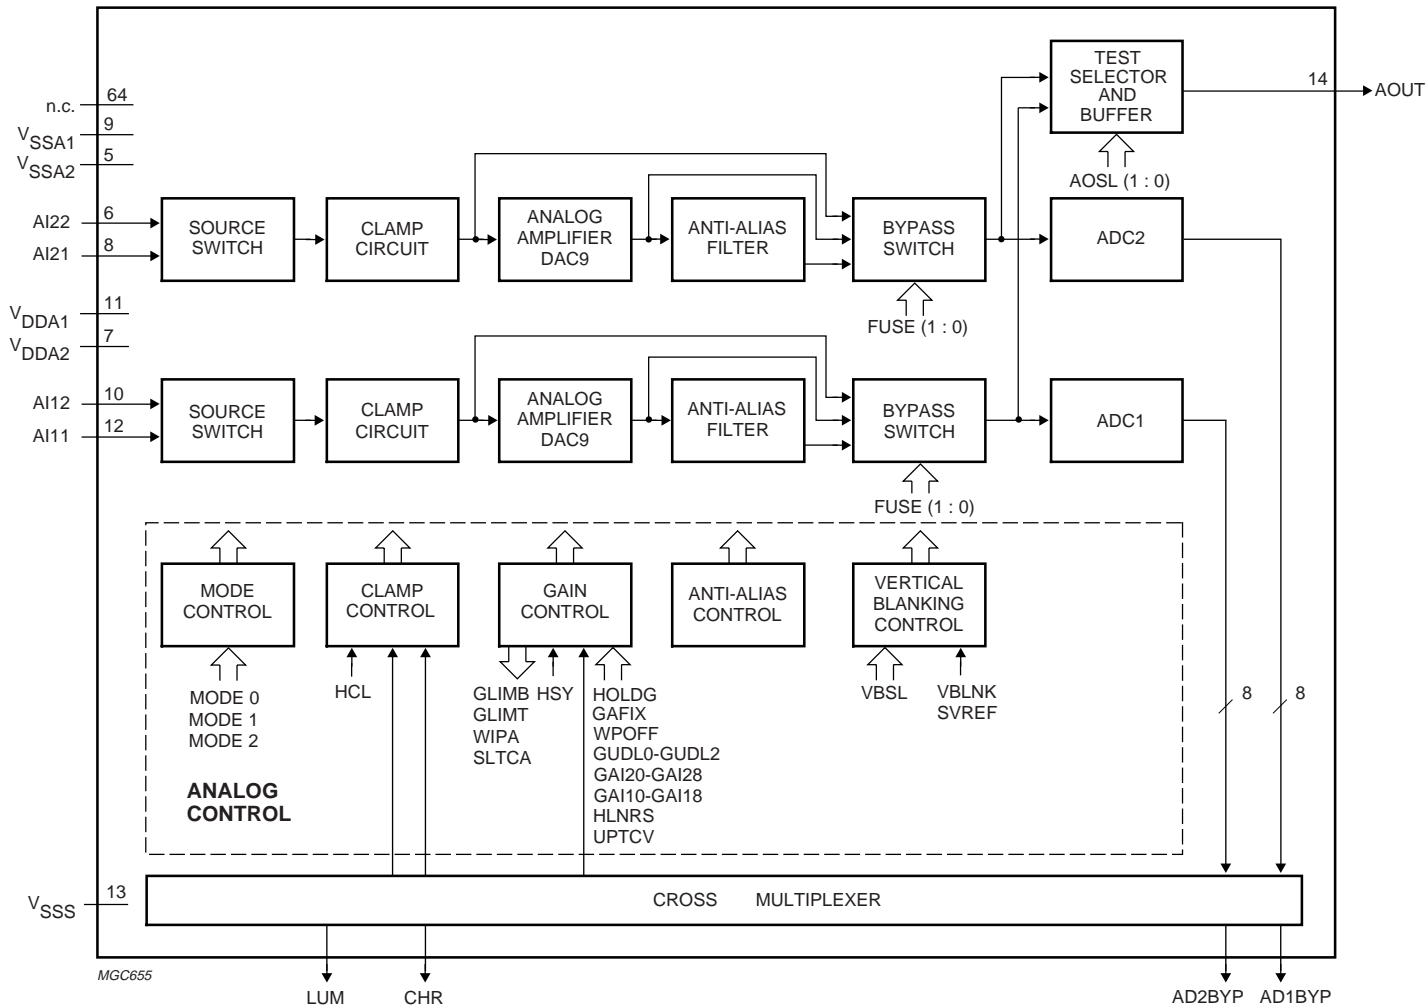 TEST
SELECTOR
AND
BUFFER
14
AOUT
n.c.
64
VSSA1
9
VSSA2
5
AOSL (1 : 0)
AI22
6
AI21
8
SOURCE
SWITCH
CLAMP
CIRCUIT
ANALOG
AMPLIFIER
DAC9
ANTI-ALIAS
FILTER
BYPASS
SWITCH
ADC2
FUSE (1 : 0)
VDDA1
11
VDDA2
7
AI12
10
AI11
12
SOURCE
SWITCH
CLAMP
CIRCUIT
ANALOG
AMPLIFIER
DAC9
ANTI-ALIAS
FILTER
BYPASS
SWITCH
ADC1
FUSE (1 : 0)
MODE
CONTROL
CLAMP
CONTROL
GAIN
CONTROL
ANTI-ALIAS
CONTROL
VERTICAL
BLANKING
CONTROL
MODE 0
MODE 1
MODE 2
HCL
GLIMB
GLIMT
WIPA
SLTCA
HSY
HOLDG
GAFIX
WPOFF
GUDL0-GUDL2
GAI20-GAI28
GAI10-GAI18
HLNRS
UPTCV
VBSL
VBLNK
SVREF
8
8
ANALOG
CONTROL
VSSS
13
CROSS MULTIPLEXER
MGC655
LUM
CHR
AD2BYP
AD1BYP